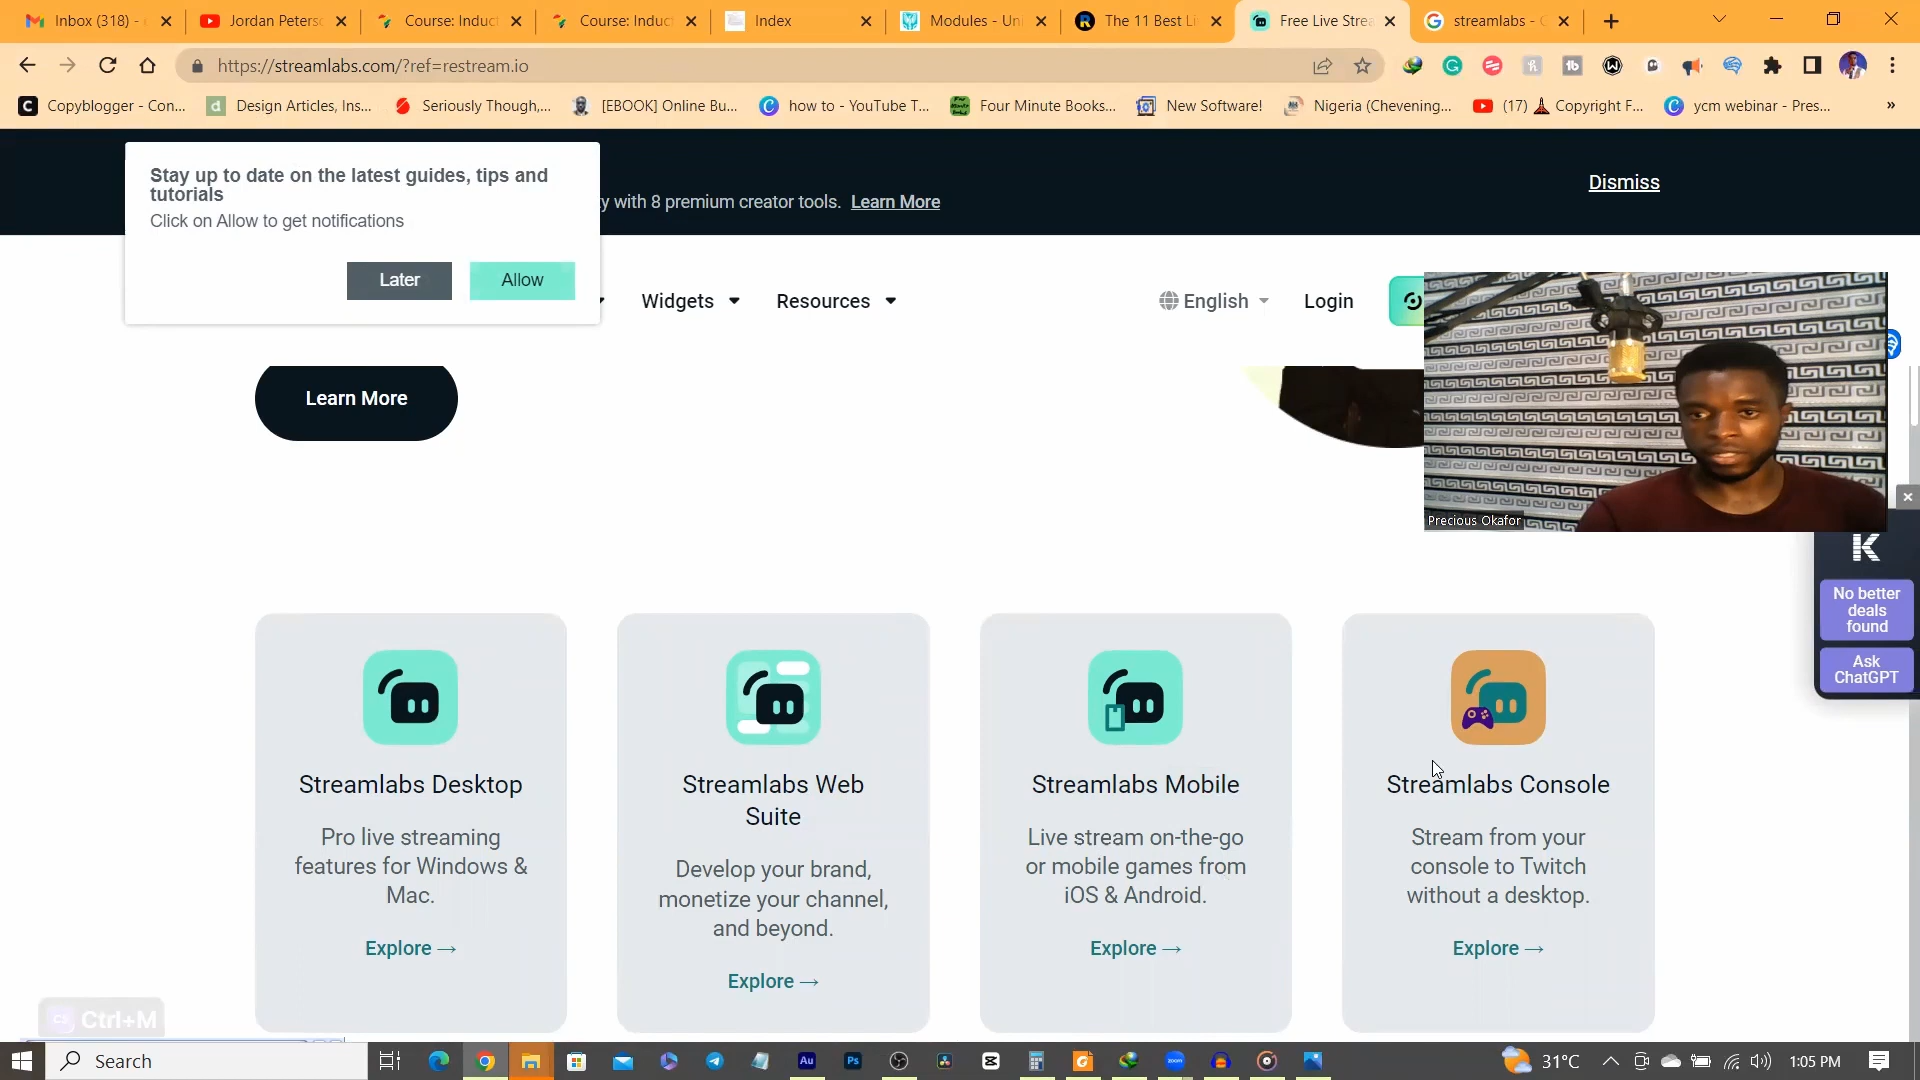 Inbox (318) -
Jordan Peters
Course: Induct
Course: Induct
Index
Modules - Un
The 11 Best Li
Free Live Strea
streamlabs -
https://streamlabs.com/?ref=restream.io
Copyblogger - Con...
Design Articles, Ins...
Seriously Though,...
[EBOOK] Online Bu...
how to - YouTube T...
Four Minute Books...
New Software!
Nigeria (Chevening...
(17) Copyright F...
ycm webinar - Pres...
»
Stay up to date on the latest guides, tips and
tutorials
Click on Allow to get notifications
Later
Allow
y with 8 premium creator tools. Learn More
Dismiss
Widgets
Resources
English
Login
Learn More
Precious Okafor
K
No better
deals
found
Ask
ChatGPT
Streamlabs Desktop
Pro live streaming
features for Windows &
Mac.
Explore →
Streamlabs Web
Suite
Develop your brand,
monetize your channel,
and beyond.
Explore →
Streamlabs Mobile
Live stream on-the-go
or mobile games from
iOS & Android.
Explore →
Streamlabs Console
Stream from your
console to Twitch
without a desktop.
Explore →
Ctrl+M
Search
Au
Ps
zoom
31°C
1:05 PM